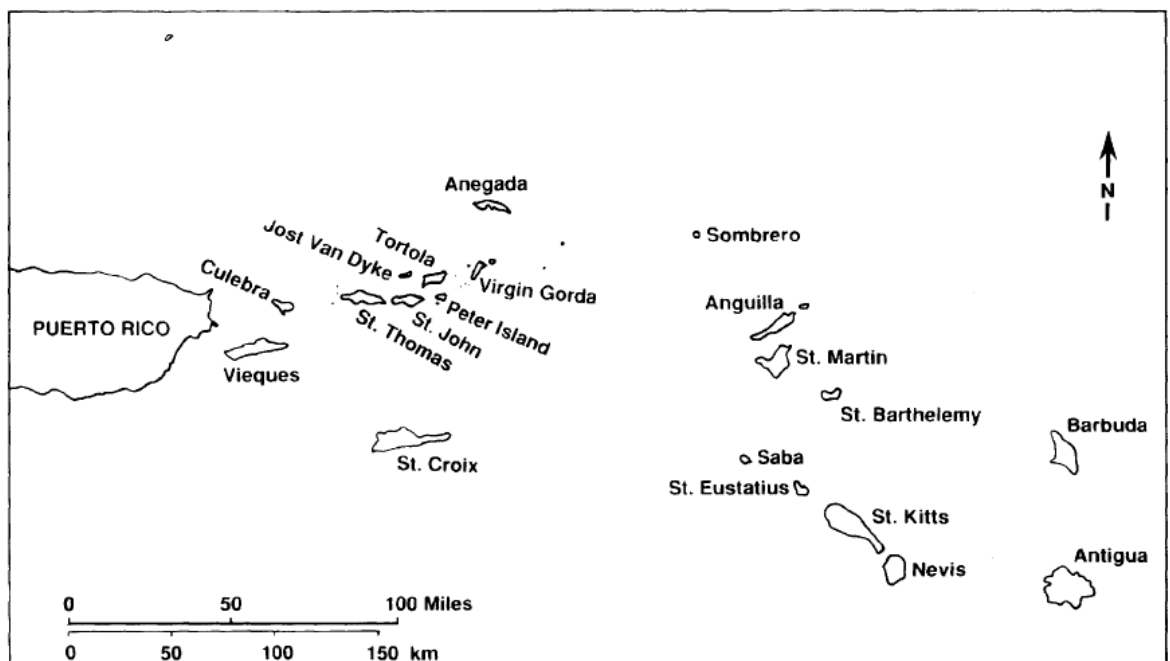 Anegada
N
Sombrero
Jost Van Dyke
Tortola
Virgin Gorda
Culebra
Peter Island
Anguilla
PUERTO RICO
St. Thomas
St. John
St. Martin
Vieques
St. Barthelemy
Barbuda
St. Croix
Saba
St. Eustatius
St. Kitts
Antigua
Nevis
0 50 100 Miles
0 50 100 150 km